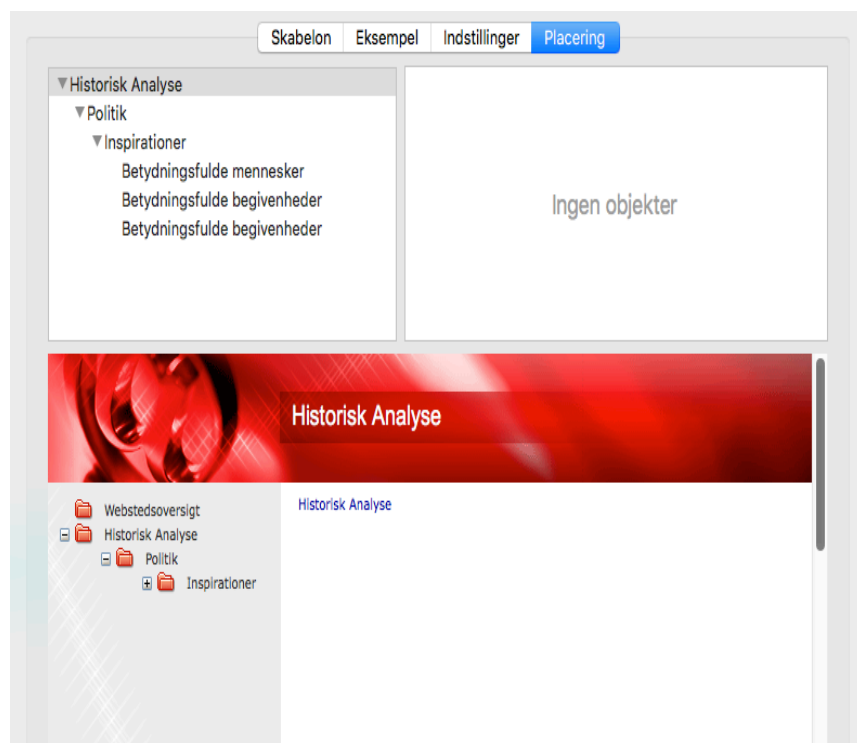 Skabelon Eksempel Indstillinger Placering
Historisk Analyse
Politik
Inspirationer
Betydningsfulde mennesker
Betydningsfulde begivenheder
Betydningsfulde begivenheder
Ingen objekter
Historisk Analyse
Webstedsoversigt
Historisk Analyse
Politik
Inspirationer
Historisk Analyse